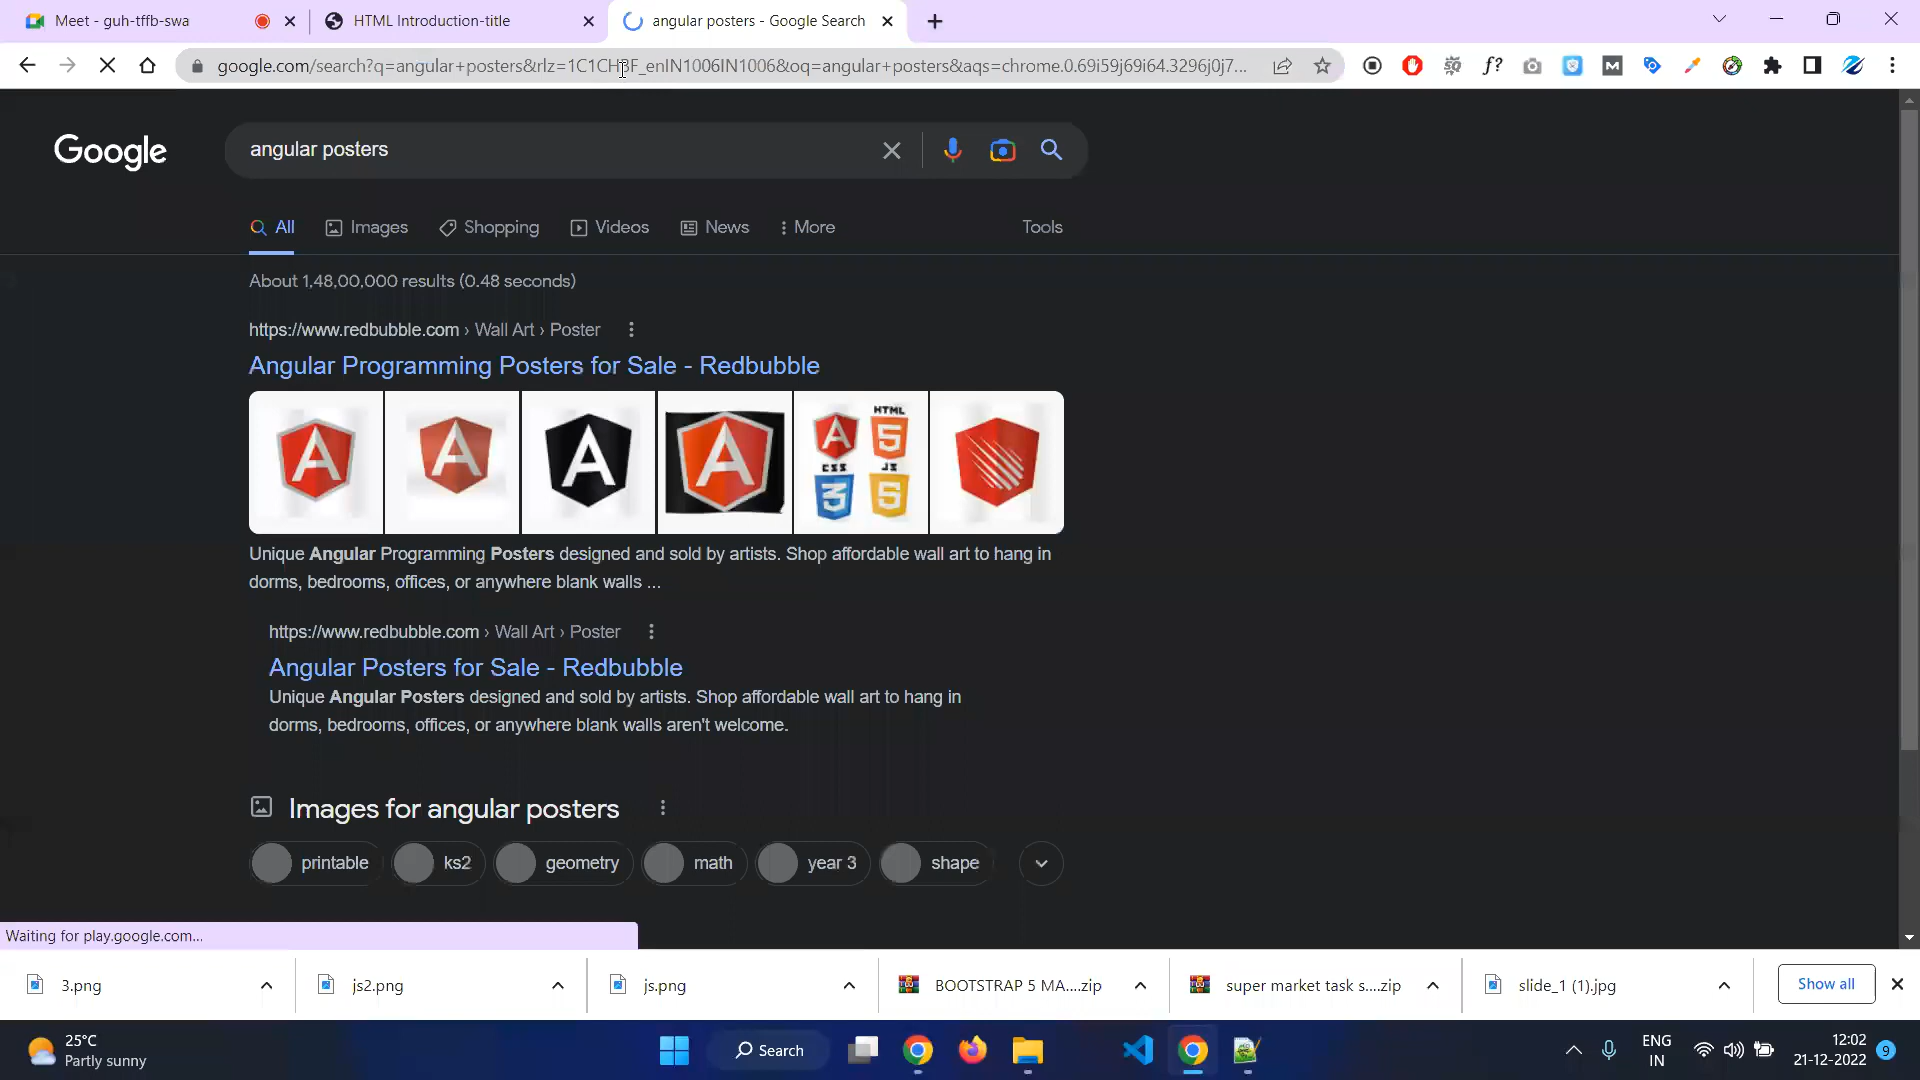 Meet - guh-tffb-swa
HTML Introduction-title
angular posters - Google Search
google.com/search?q=angular+posters&rlz=1C1CHBF_enIN1006IN1006&oq=angular+posters&aqs=chrome.0.69i59j69i64.3296j0j7...
Google
angular posters
All
Images
Shopping
Videos
News
More
Tools
About 1,48,00,000 results (0.48 seconds)
https://www.redbubble.com › Wall Art › Poster
Angular Programming Posters for Sale - Redbubble
A
A
A
A
A
HTML
5
CSS
3
JS
5
Unique Angular Programming Posters designed and sold by artists. Shop affordable wall art to hang in
dorms, bedrooms, offices, or anywhere blank walls ...
https://www.redbubble.com › Wall Art › Poster
Angular Posters for Sale - Redbubble
Unique Angular Posters designed and sold by artists. Shop affordable wall art to hang in
dorms, bedrooms, offices, or anywhere blank walls aren't welcome.
Images for angular posters
printable
ks2
geometry
math
year 3
shape
Waiting for play.google.com...
3.png
js2.png
js.png
BOOTSTRAP 5 MA....zip
super market task s....zip
slide_1 (1).jpg
Show all
25°C
Partly sunny
Search
ENG
IN
12:02
21-12-2022
9